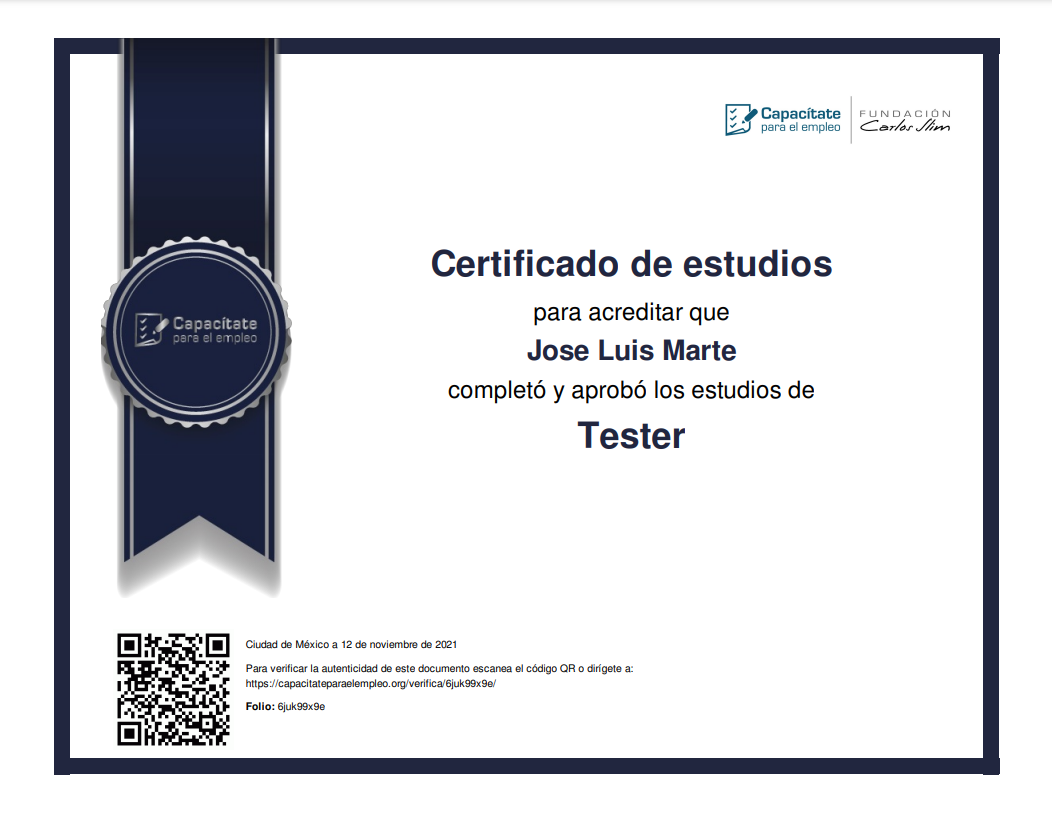 Capacítate
para el empleo
FUNDACIÓN
Carlos Slim
Certificado de estudios
para acreditar que
Jose Luis Marte
completó y aprobó los estudios de
Tester
Capacítate
para el empleo
Ciudad de México a 12 de noviembre de 2021
Para verificar la autenticidad de este documento escanea el código QR o dirígete a:
https://capacitateparaelempleo.org/verifica/6juk99x9e/
Folio: 6juk99x9e